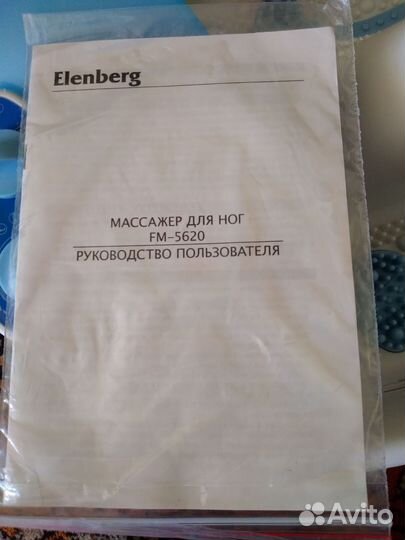 Elenberg
МАССАЖЕР ДЛЯ НОГ
FM-5620
РУКОВОДСТВО ПОЛЬЗОВАТЕЛЯ
Avito